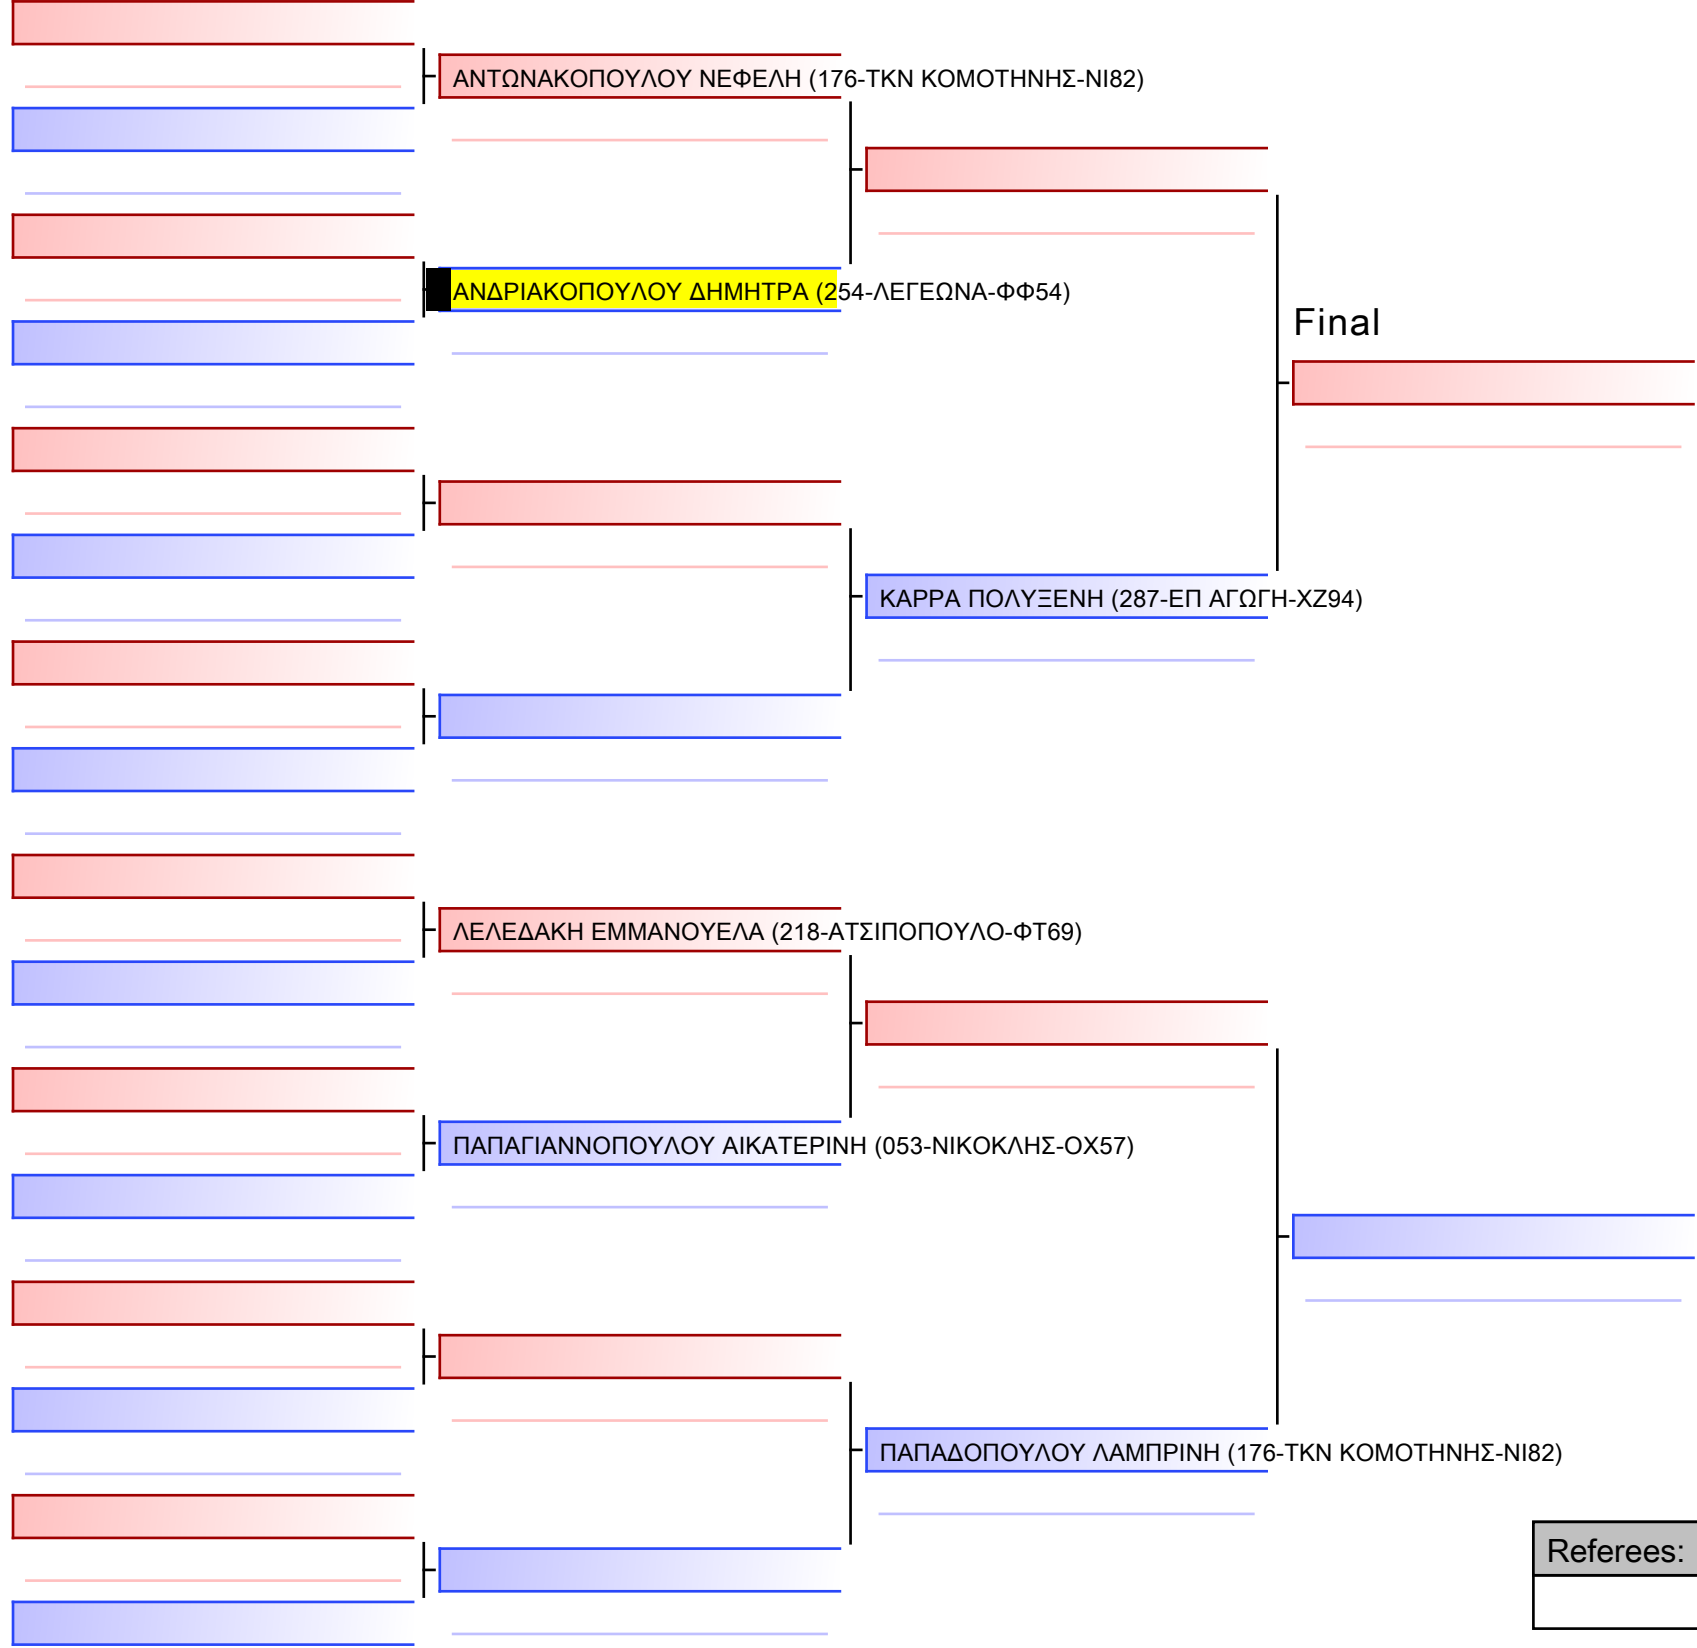 ΑΝΤΩΝΑΚΟΠΟΥΛΟΥ ΝΕΦΕΛΗ (176-ΤΚΝ ΚΟΜΟΤΗΝΗΣ-ΝΙ82)
ΑΝΔΡΙΑΚΟΠΟΥΛΟΥ ΔΗΜΗΤΡΑ (254-ΛΕΓΕΩΝΑ-ΦΦ54)
Final
ΚΑΡΡΑ ΠΟΛΥΞΕΝΗ (287-ΕΠ ΑΓΩΓΗ-ΧΖ94)
ΛΕΛΕΔΑΚΗ ΕΜΜΑΝΟΥΕΛΑ (218-ΑΤΣΙΠΟΠΟΥΛΟ-ΦΤ69)
ΠΑΠΑΓΙΑΝΝΟΠΟΥΛΟΥ ΑΙΚΑΤΕΡΙΝΗ (053-ΝΙΚΟΚΛΗΣ-ΟΧ57)
ΠΑΠΑΔΟΠΟΥΛΟΥ ΛΑΜΠΡΙΝΗ (176-ΤΚΝ ΚΟΜΟΤΗΝΗΣ-ΝΙ82)
Referees: